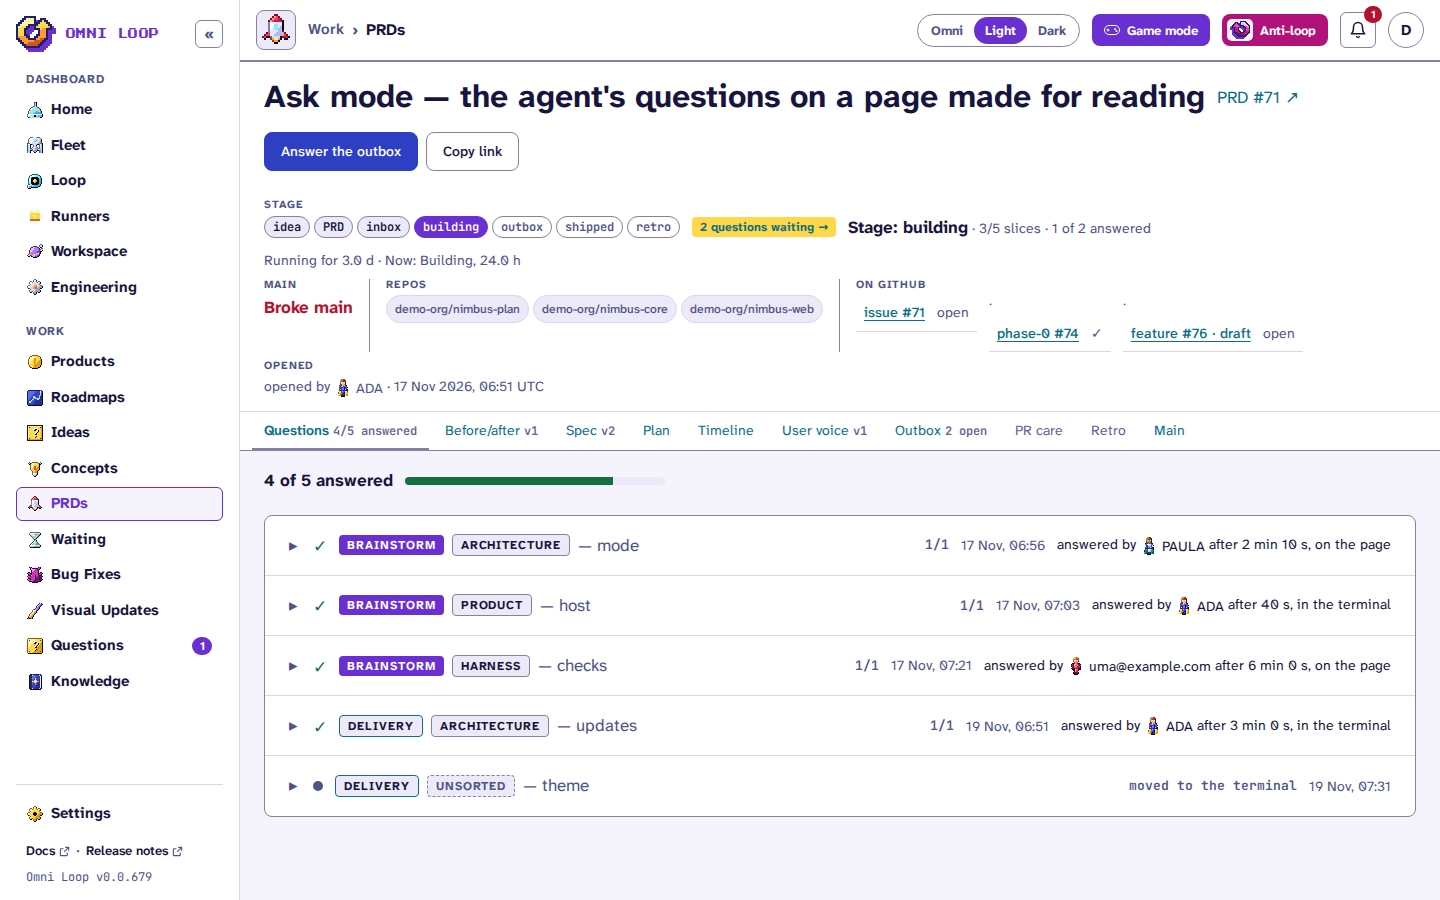 OMNI LOOP
«
DASHBOARD
Home
Fleet
Loop
Runners
Workspace
Engineering
WORK
Products
Roadmaps
Ideas
Concepts
PRDs
Waiting
Bug Fixes
Visual Updates
Questions 1
Knowledge
Settings
Docs · Release notes
Omni Loop v0.0.679
Work › PRDs
Omni Light Dark
Game mode
Anti-loop
1
D
Ask mode — the agent's questions on a page made for reading PRD #71 ↗
Answer the outbox
Copy link
STAGE
idea PRD inbox building outbox shipped retro 2 questions waiting → Stage: building · 3/5 slices · 1 of 2 answered
Running for 3.0 d · Now: Building, 24.0 h
MAIN
Broke main
REPOS
demo-org/nimbus-plan demo-org/nimbus-core demo-org/nimbus-web
ON GITHUB
issue #71 open
· phase-0 #74 ✓
· feature #76 · draft open
OPENED
opened by ADA · 17 Nov 2026, 06:51 UTC
Questions 4/5 answered Before/after v1 Spec v2 Plan Timeline User voice v1 Outbox 2 open PR care Retro Main
4 of 5 answered
▶ ✓ BRAINSTORM ARCHITECTURE — mode 1/1 17 Nov, 06:56 answered by PAULA after 2 min 10 s, on the page
▶ ✓ BRAINSTORM PRODUCT — host 1/1 17 Nov, 07:03 answered by ADA after 40 s, in the terminal
▶ ✓ BRAINSTORM HARNESS — checks 1/1 17 Nov, 07:21 answered by uma@example.com after 6 min 0 s, on the page
▶ ✓ DELIVERY ARCHITECTURE — updates 1/1 19 Nov, 06:51 answered by ADA after 3 min 0 s, in the terminal
▶ ● DELIVERY UNSORTED — theme moved to the terminal 19 Nov, 07:31